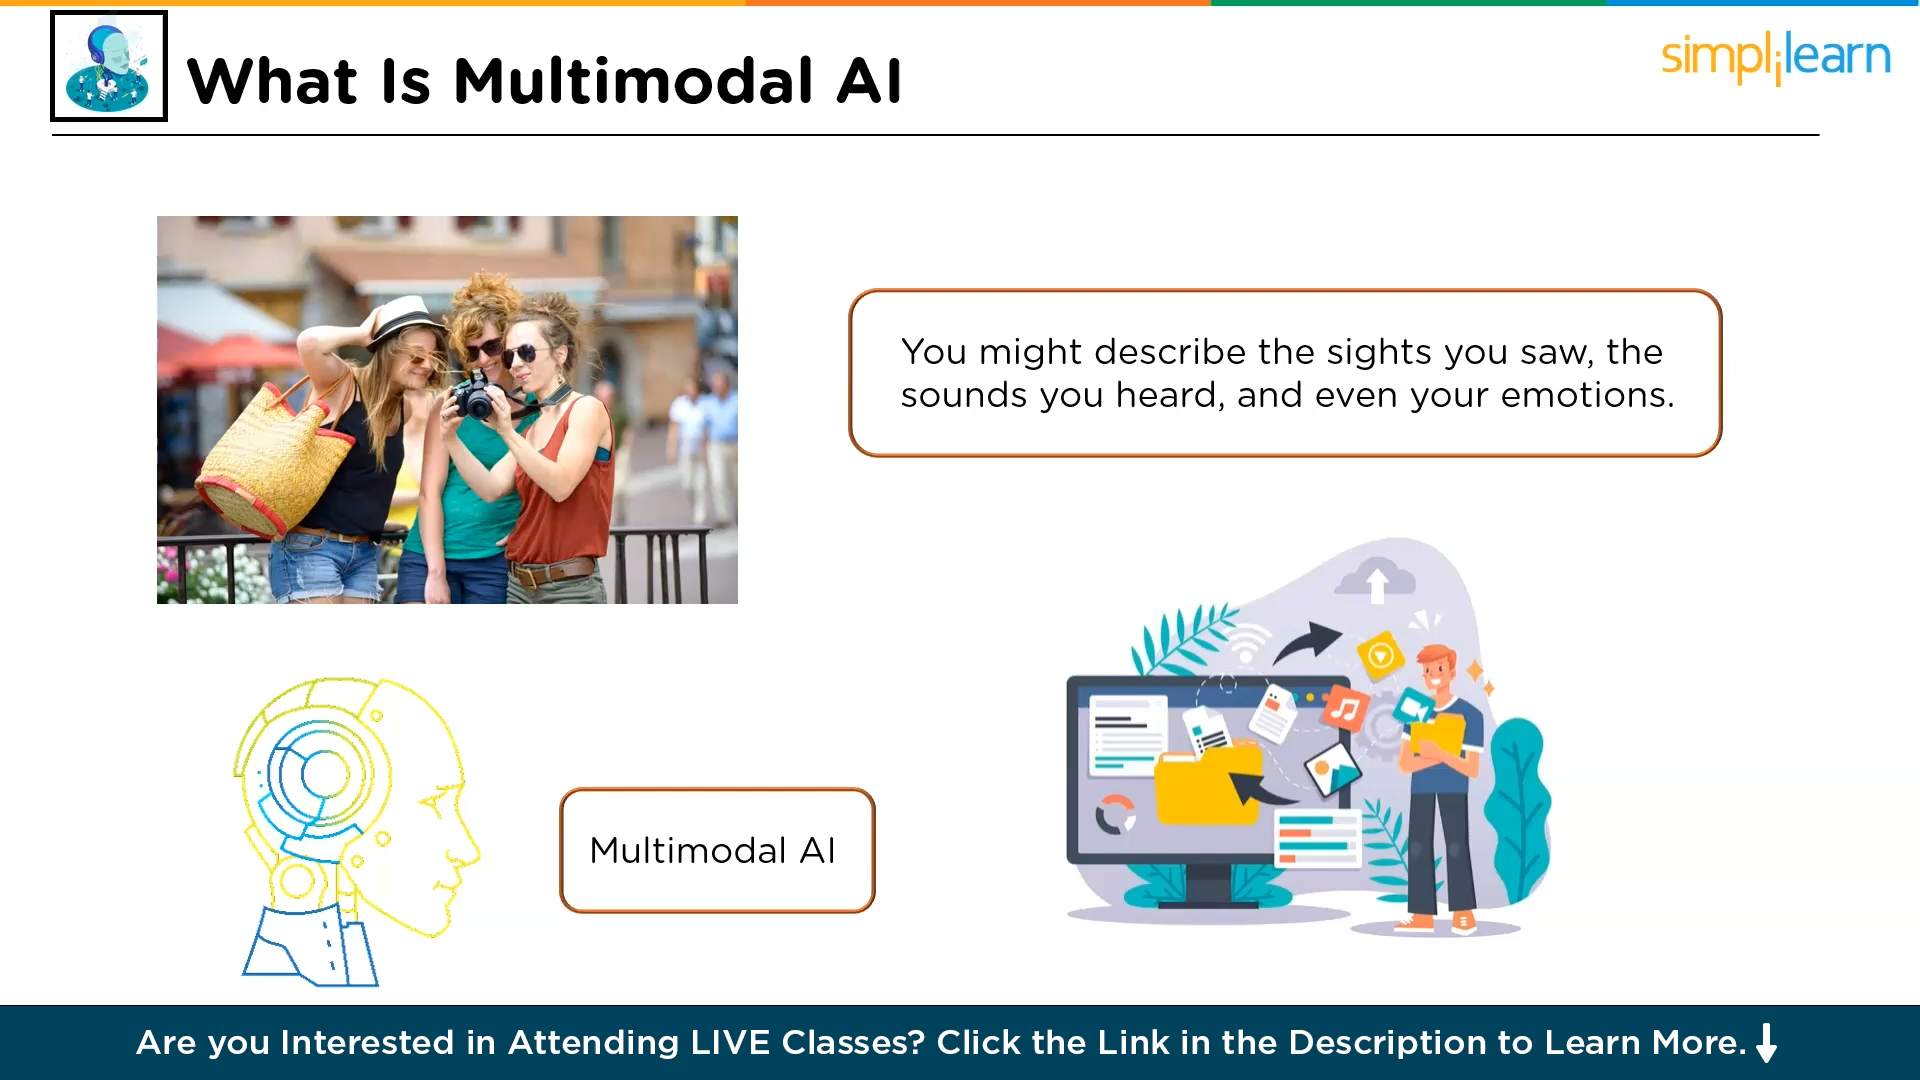 What Is Multimodal AI
simplilearn
You might describe the sights you saw, the
sounds you heard, and even your emotions.
Multimodal AI
Are you Interested in Attending LIVE Classes? Click the Link in the Description to Learn More.